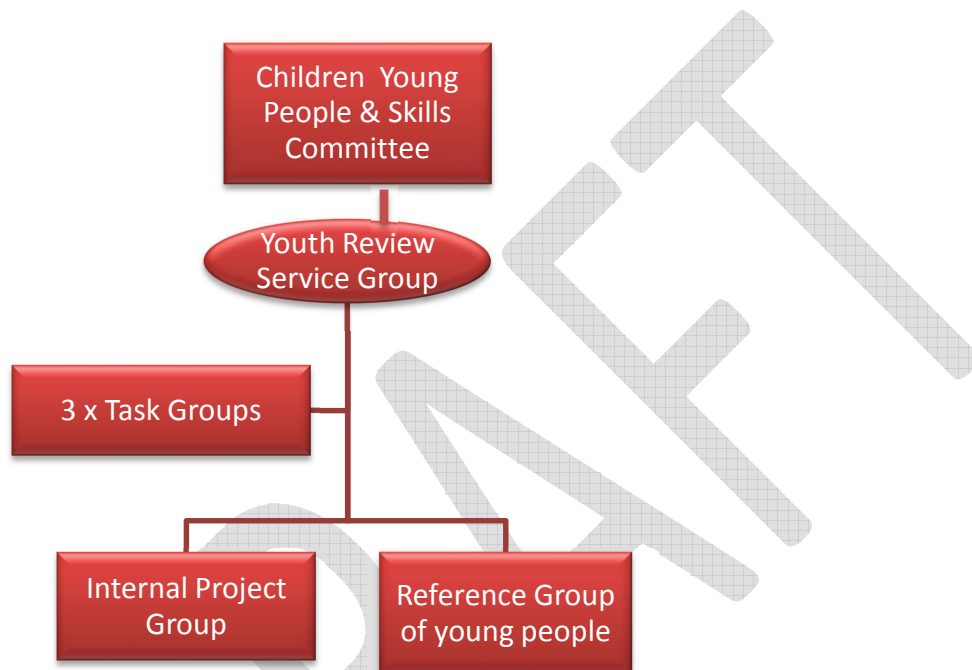 Children  Young
People & Skills
Committee
Youth Review
Service Group
3 x Task Groups
Internal Project
Group
Reference Group
of young people
DRAFT